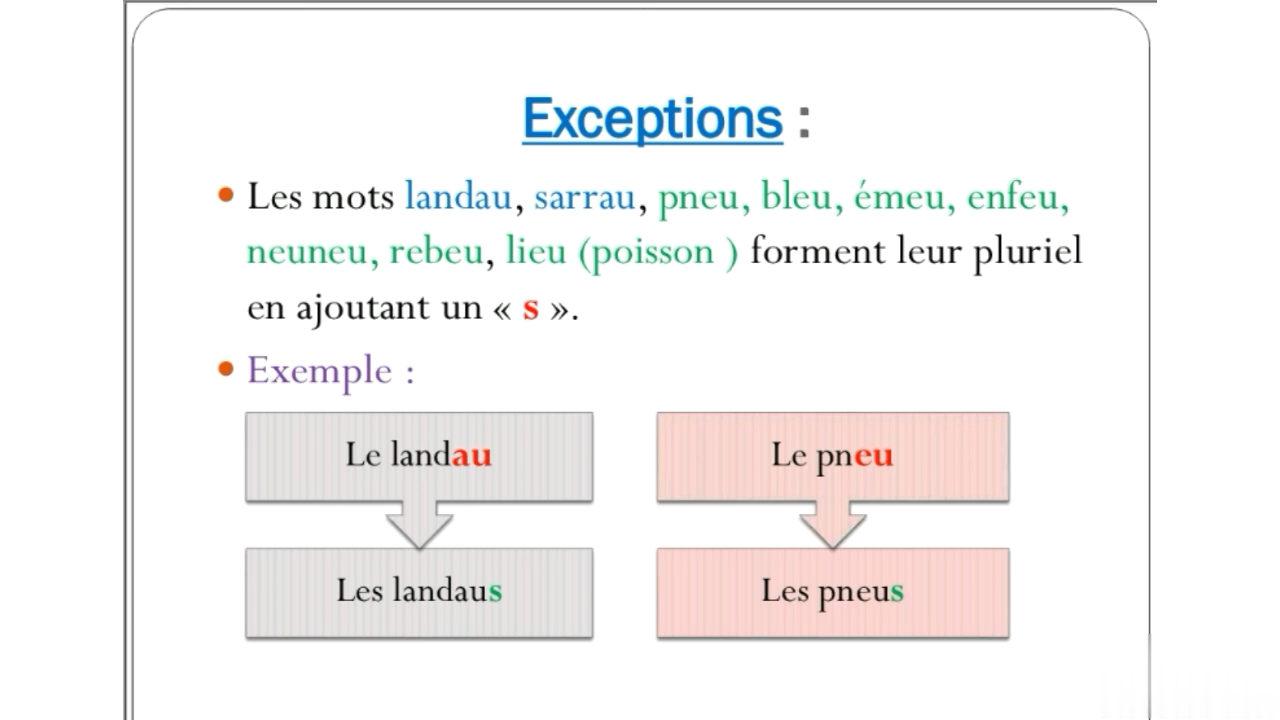 Exceptions :
• Les mots landau, sarrau, pneu, bleu, émeu, enfeu,
neuneu, rebeu, lieu (poisson ) forment leur pluriel
en ajoutant un « s ».
• Exemple :
Le landau
Le pneu
Les landaus
Les pneus